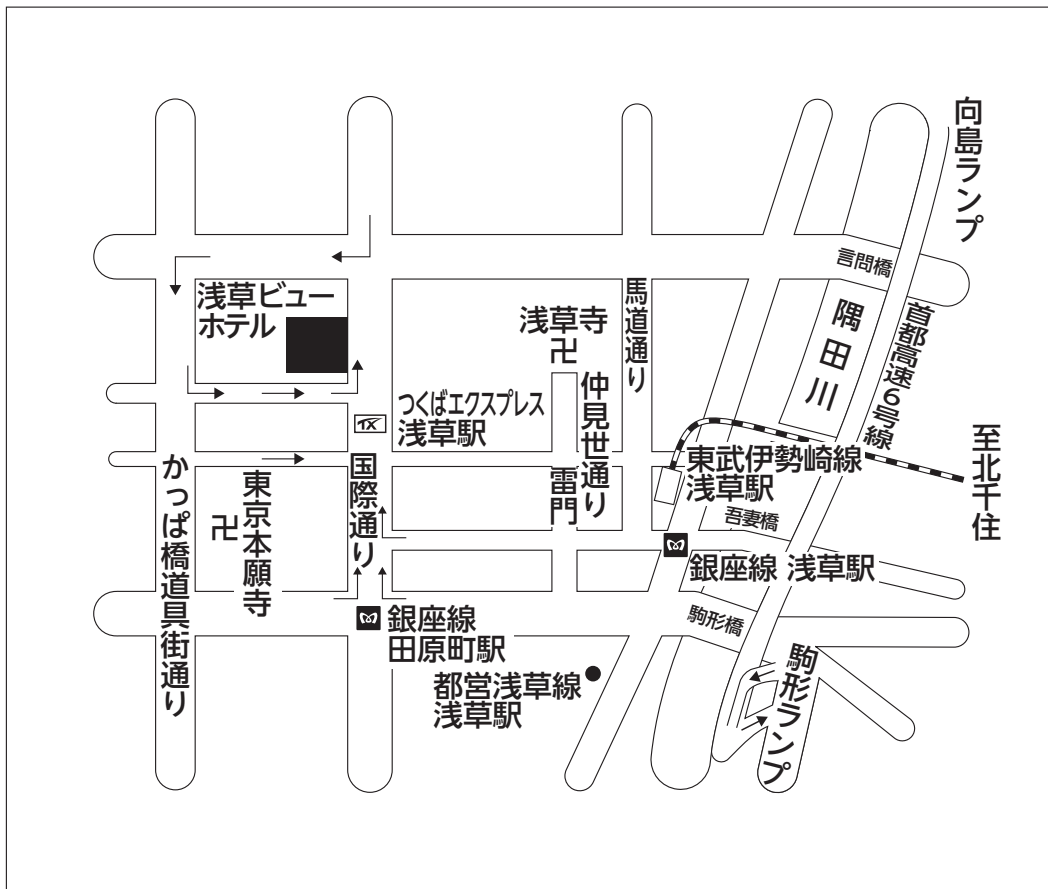 向島ランプ
言問橋
浅草ビュー
ホテル
馬道通り
浅草寺
卍
隅田川
首都高速6号線
仲見世通り
つくばエクスプレス
浅草駅
TX
至北千住
東武伊勢崎線
浅草駅
かっぱ橋道具街通り
東京本願寺
卍
国際通り
雷門
吾妻橋
銀座線 浅草駅
駒形橋
銀座線
田原町駅
都営浅草線
浅草駅
駒形ランプ